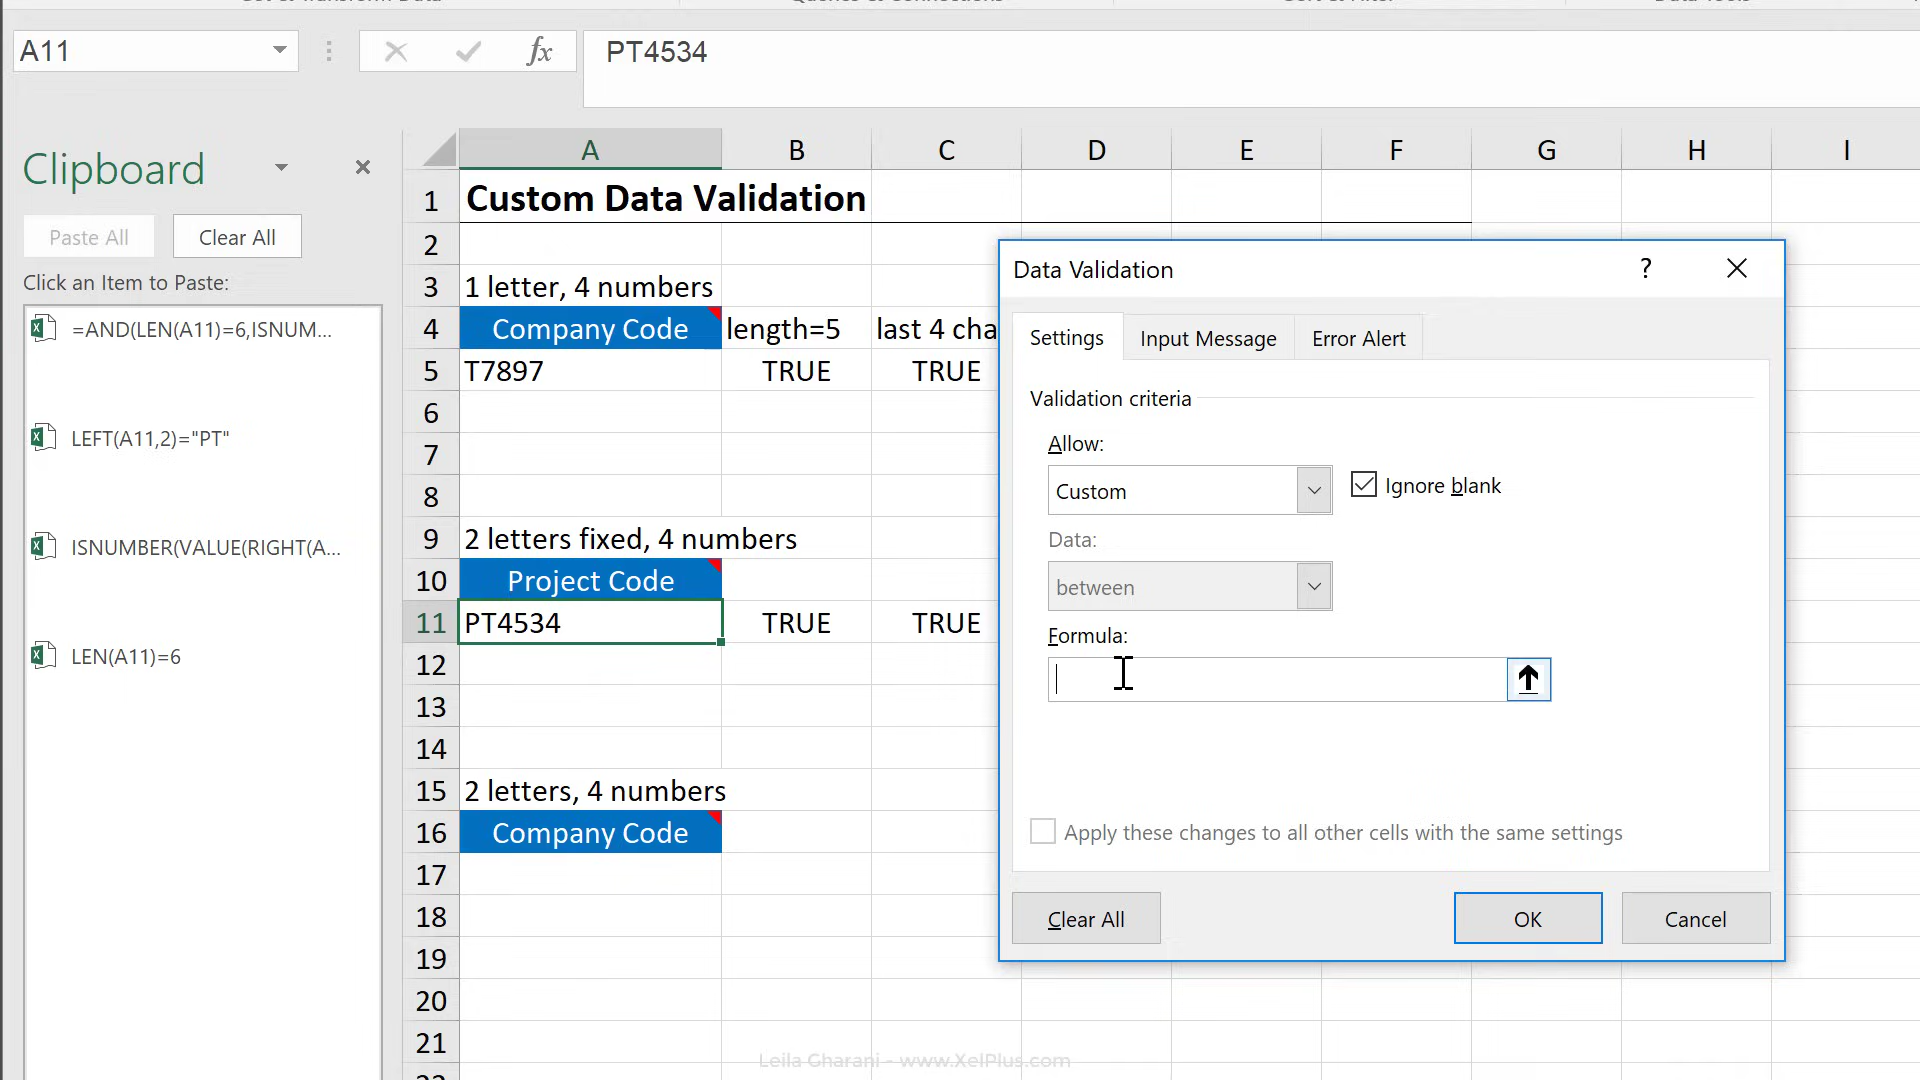 A11
fx
PT4534
Clipboard
Paste All
Clear All
Click an Item to Paste:
=AND(LEN(A11)=6,ISNUM...
LEFT(A11,2)="PT"
ISNUMBER(VALUE(RIGHT(A...
LEN(A11)=6
A B C D E F G H I
1 Custom Data Validation
2
3 1 letter, 4 numbers
4 Company Code length=5 last 4 cha
5 T7897 TRUE TRUE
6
7
8
9 2 letters fixed, 4 numbers
10 Project Code
11 PT4534 TRUE TRUE
12
13
14
15 2 letters, 4 numbers
16 Company Code
17
18
19
20
21
Data Validation ?
Settings Input Message Error Alert
Validation criteria
Allow:
Custom Ignore blank
Data:
between
Formula:
Apply these changes to all other cells with the same settings
Clear All OK Cancel
Leila Gharani - www.XelPlus.com